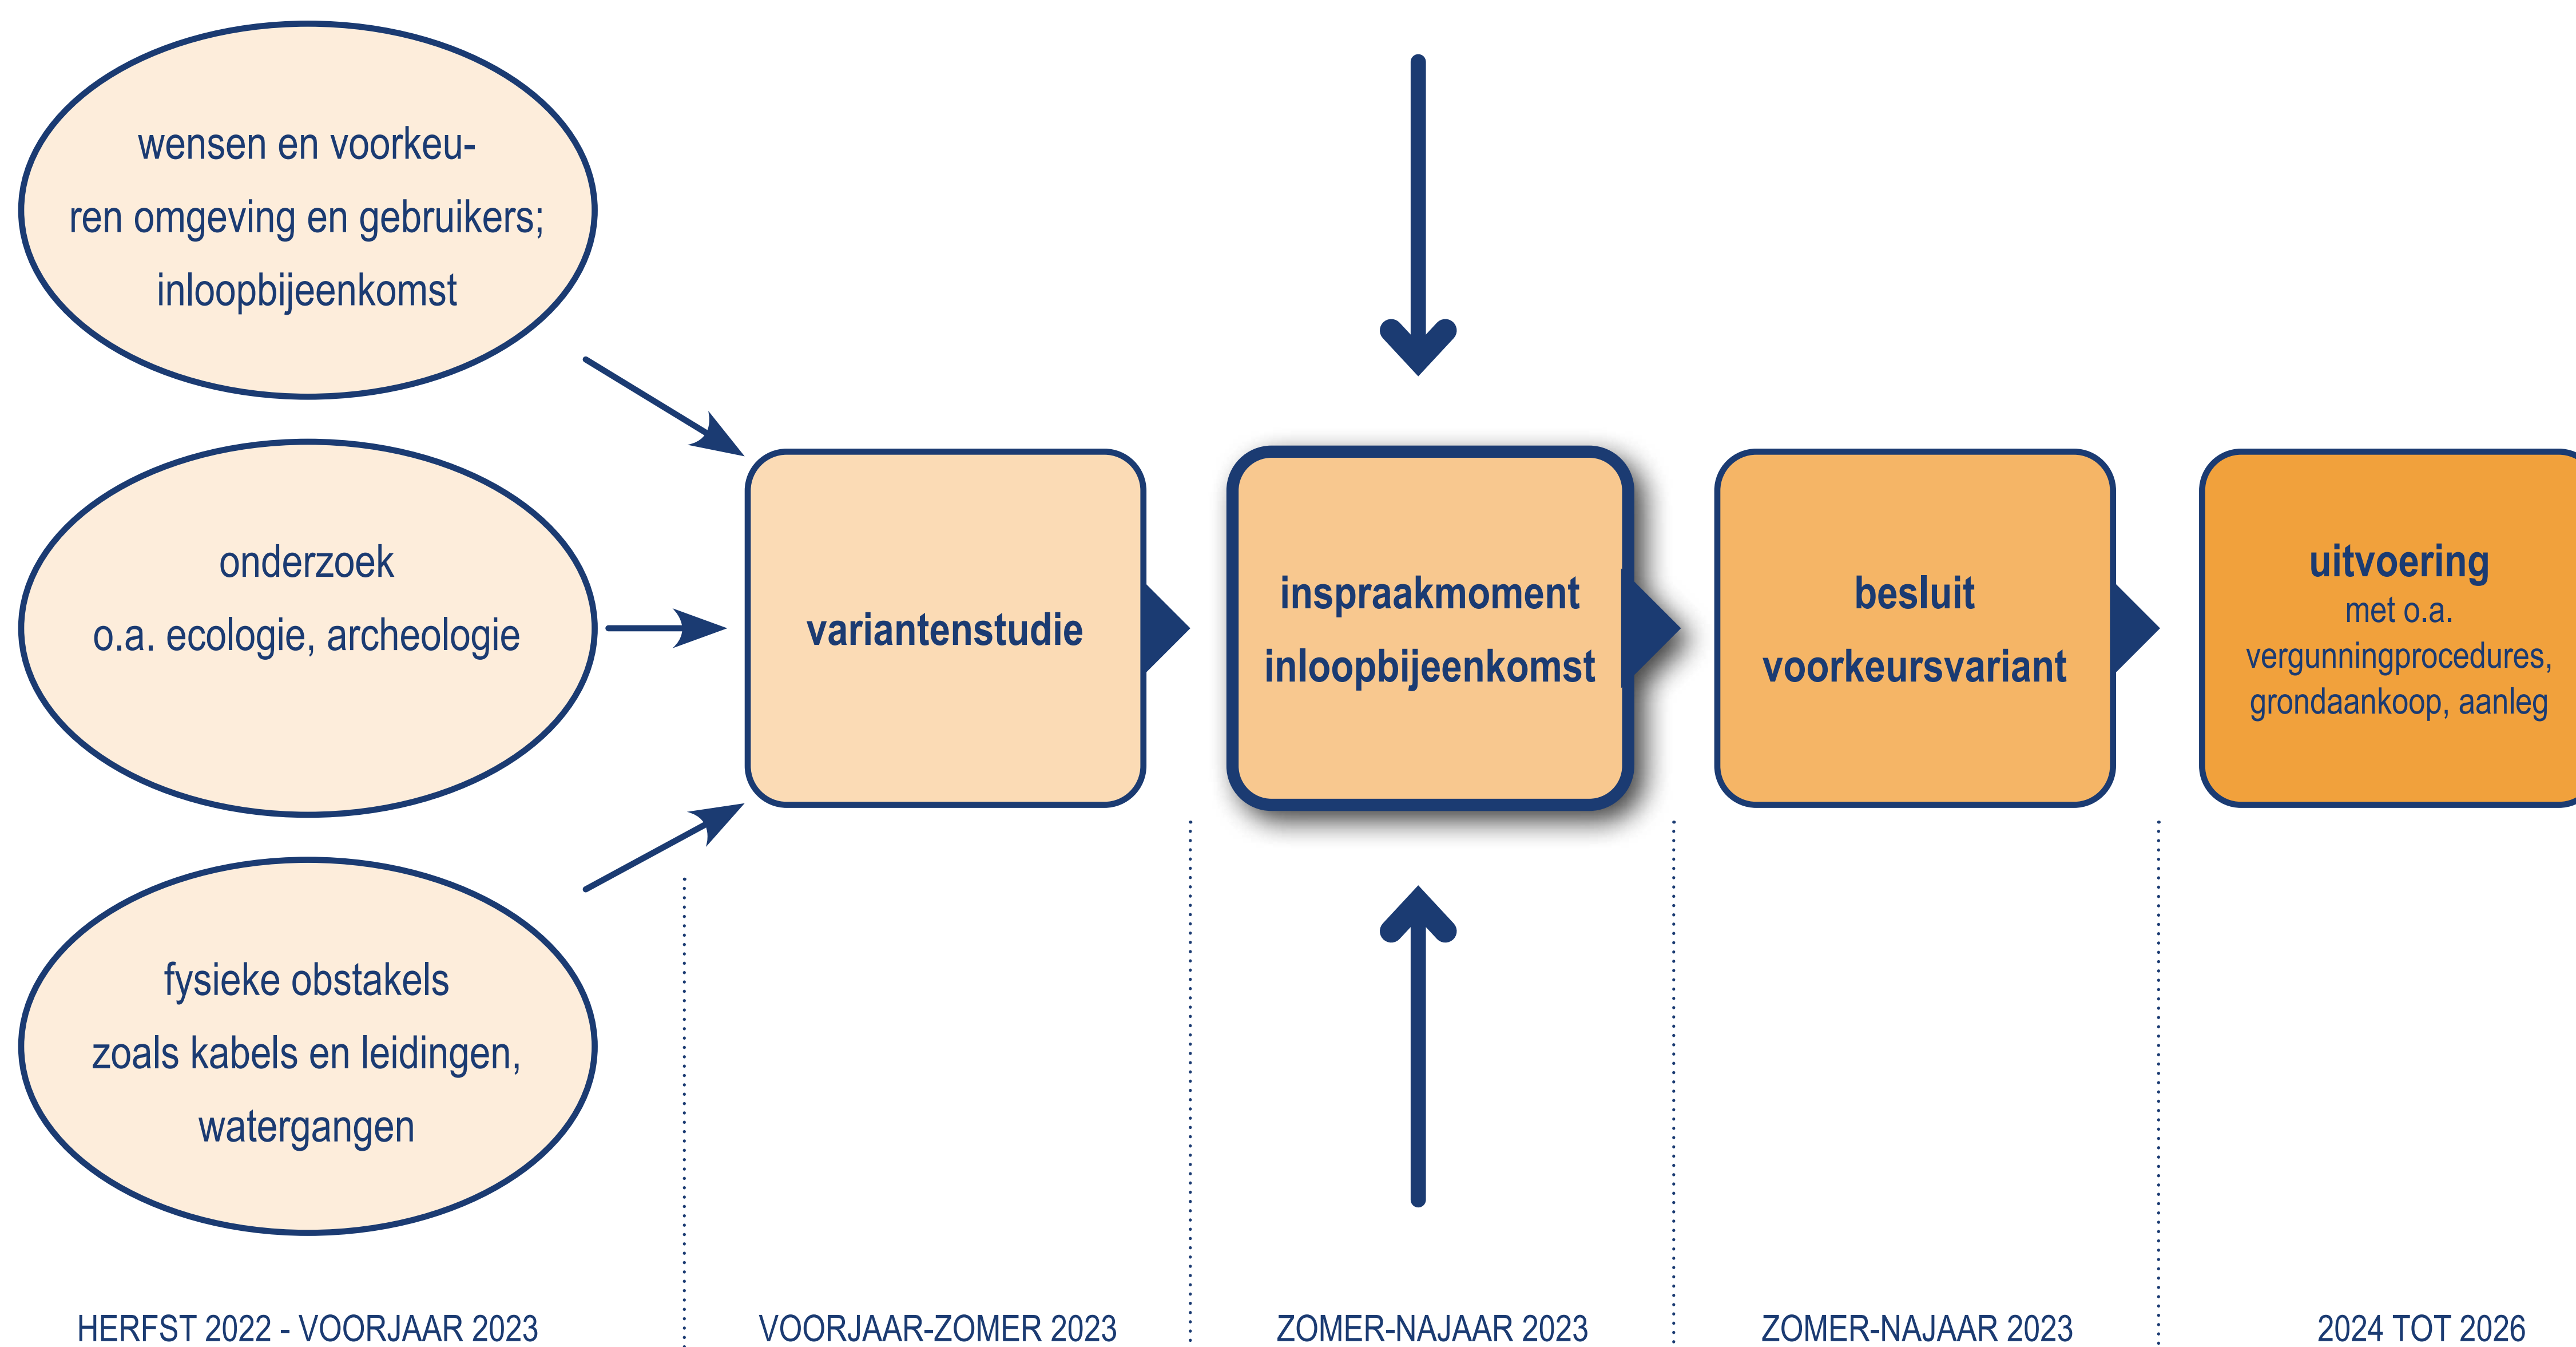 wensen en voorkeu-
ren omgeving en gebruikers;
inloopbijeenkomst
onderzoek
o.a. ecologie, archeologie
fysieke obstakels
zoals kabels en leidingen,
watergangen
variantenstudie
inspraakmoment
inloopbijeenkomst
besluit
voorkeursvariant
uitvoering
met o.a.
vergunningprocedures,
grondaankoop, aanleg
HERFST 2022 - VOORJAAR 2023
VOORJAAR-ZOMER 2023
ZOMER-NAJAAR 2023
ZOMER-NAJAAR 2023
2024 TOT 2026